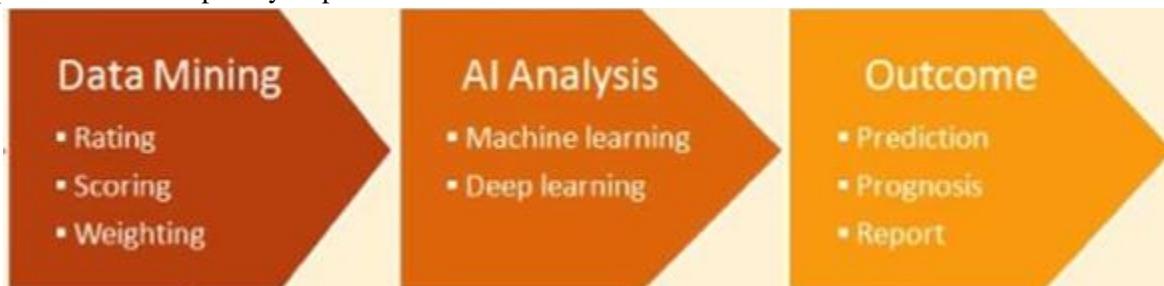 Data Mining
▪ Rating
▪ Scoring
▪ Weighting
AI Analysis
▪ Machine learning
▪ Deep learning
Outcome
▪ Prediction
▪ Prognosis
▪ Report